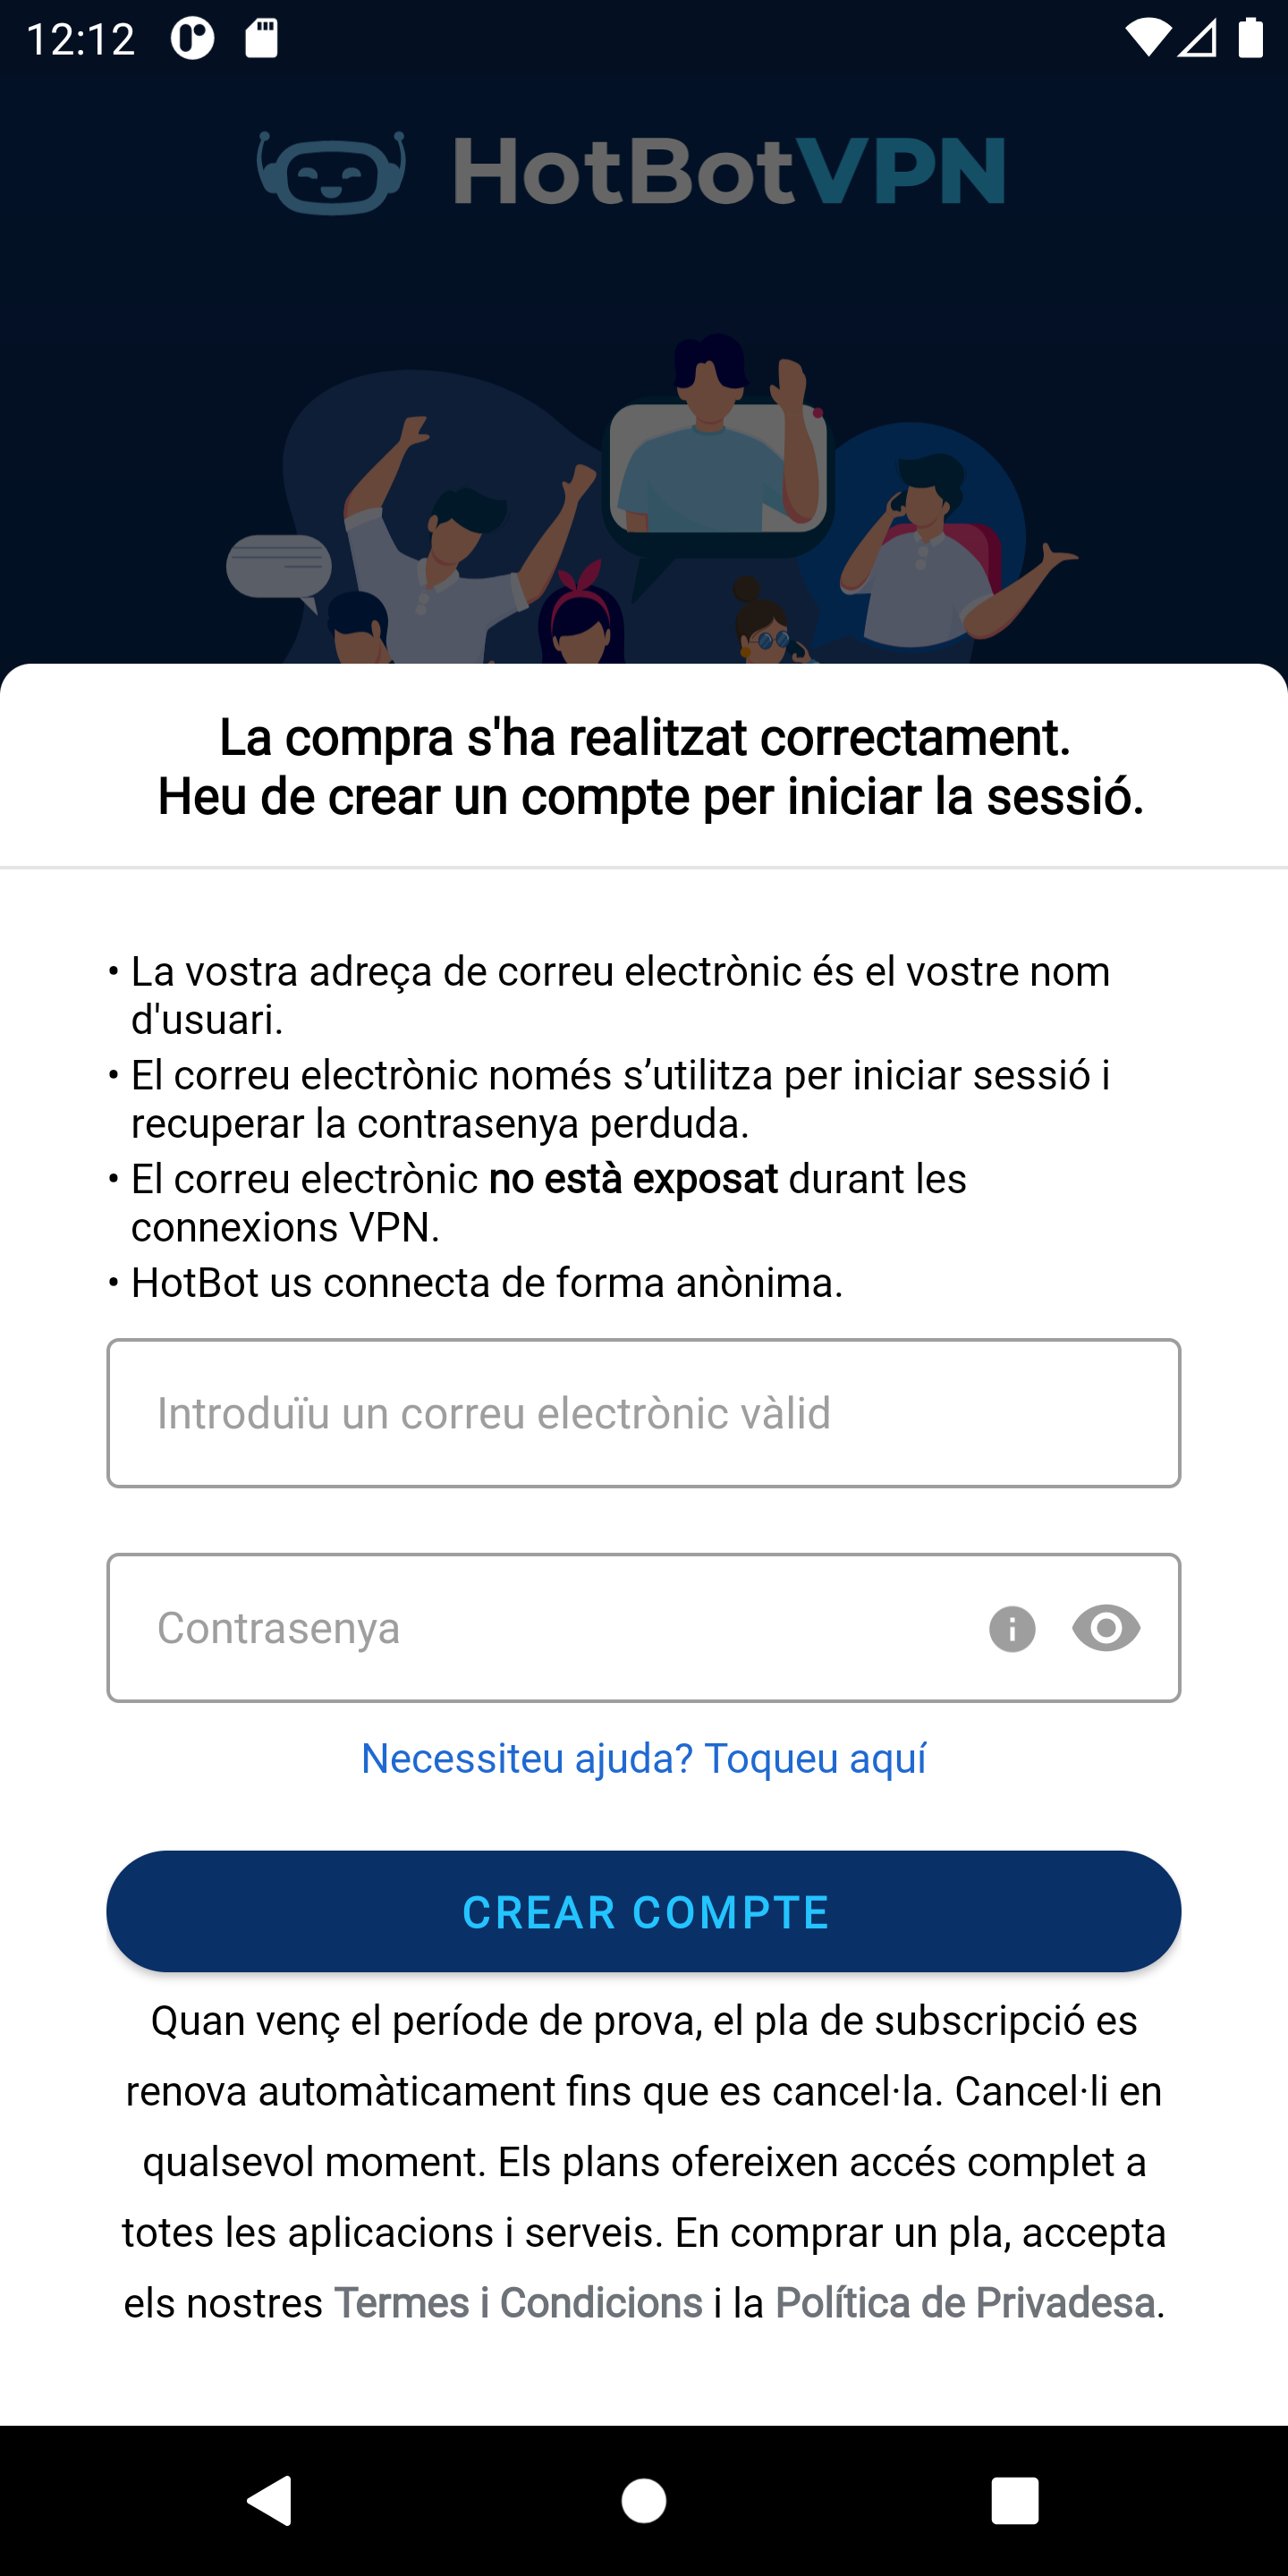 12:12
HotBotVPN
La compra s'ha realitzat correctament.
Heu de crear un compte per iniciar la sessió.
• La vostra adreça de correu electrònic és el vostre nom
d'usuari.
• El correu electrònic només s’utilitza per iniciar sessió i
recuperar la contrasenya perduda.
• El correu electrònic no està exposat durant les
connexions VPN.
• HotBot us connecta de forma anònima.
Introduïu un correu electrònic vàlid
Contrasenya
Necessiteu ajuda? Toqueu aquí
CREAR COMPTE
Quan venç el període de prova, el pla de subscripció es
renova automàticament fins que es cancel·la. Cancel·li en
qualsevol moment. Els plans ofereixen accés complet a
totes les aplicacions i serveis. En comprar un pla, accepta
els nostres Termes i Condicions i la Política de Privadesa.